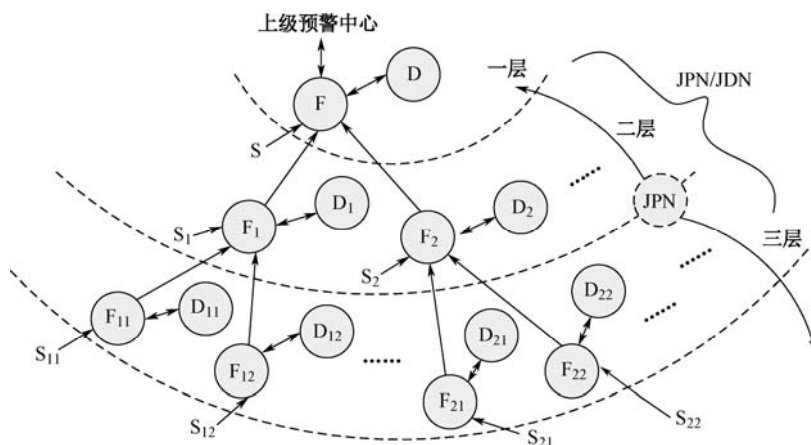 上级预警中心
D
一层
JPN/JDN
F
二层
S
D₁
D₂
……
JPN
S₁
F₁
F₂
三层
S₂
……
F₁₁
D₁₁
D₂₂
……
S₁₁
D₁₂
D₂₁
F₁₂
……
F₂₂
F₂₁
S₁₂
S₂₁
S₂₂